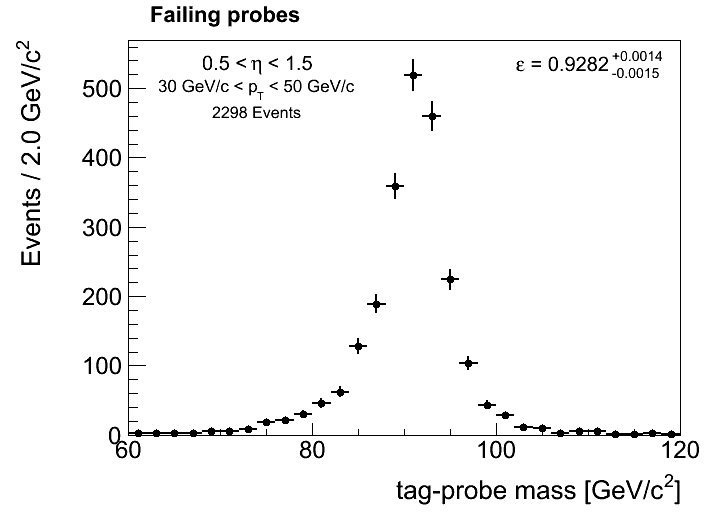 Failing probes
Events / 2.0 GeV/c²
0.5 < η < 1.5
30 GeV/c < p_T < 50 GeV/c
2298 Events
ε = 0.9282 +0.0014 -0.0015
500
400
300
200
100
0
60 80 100 120
tag-probe mass [GeV/c²]